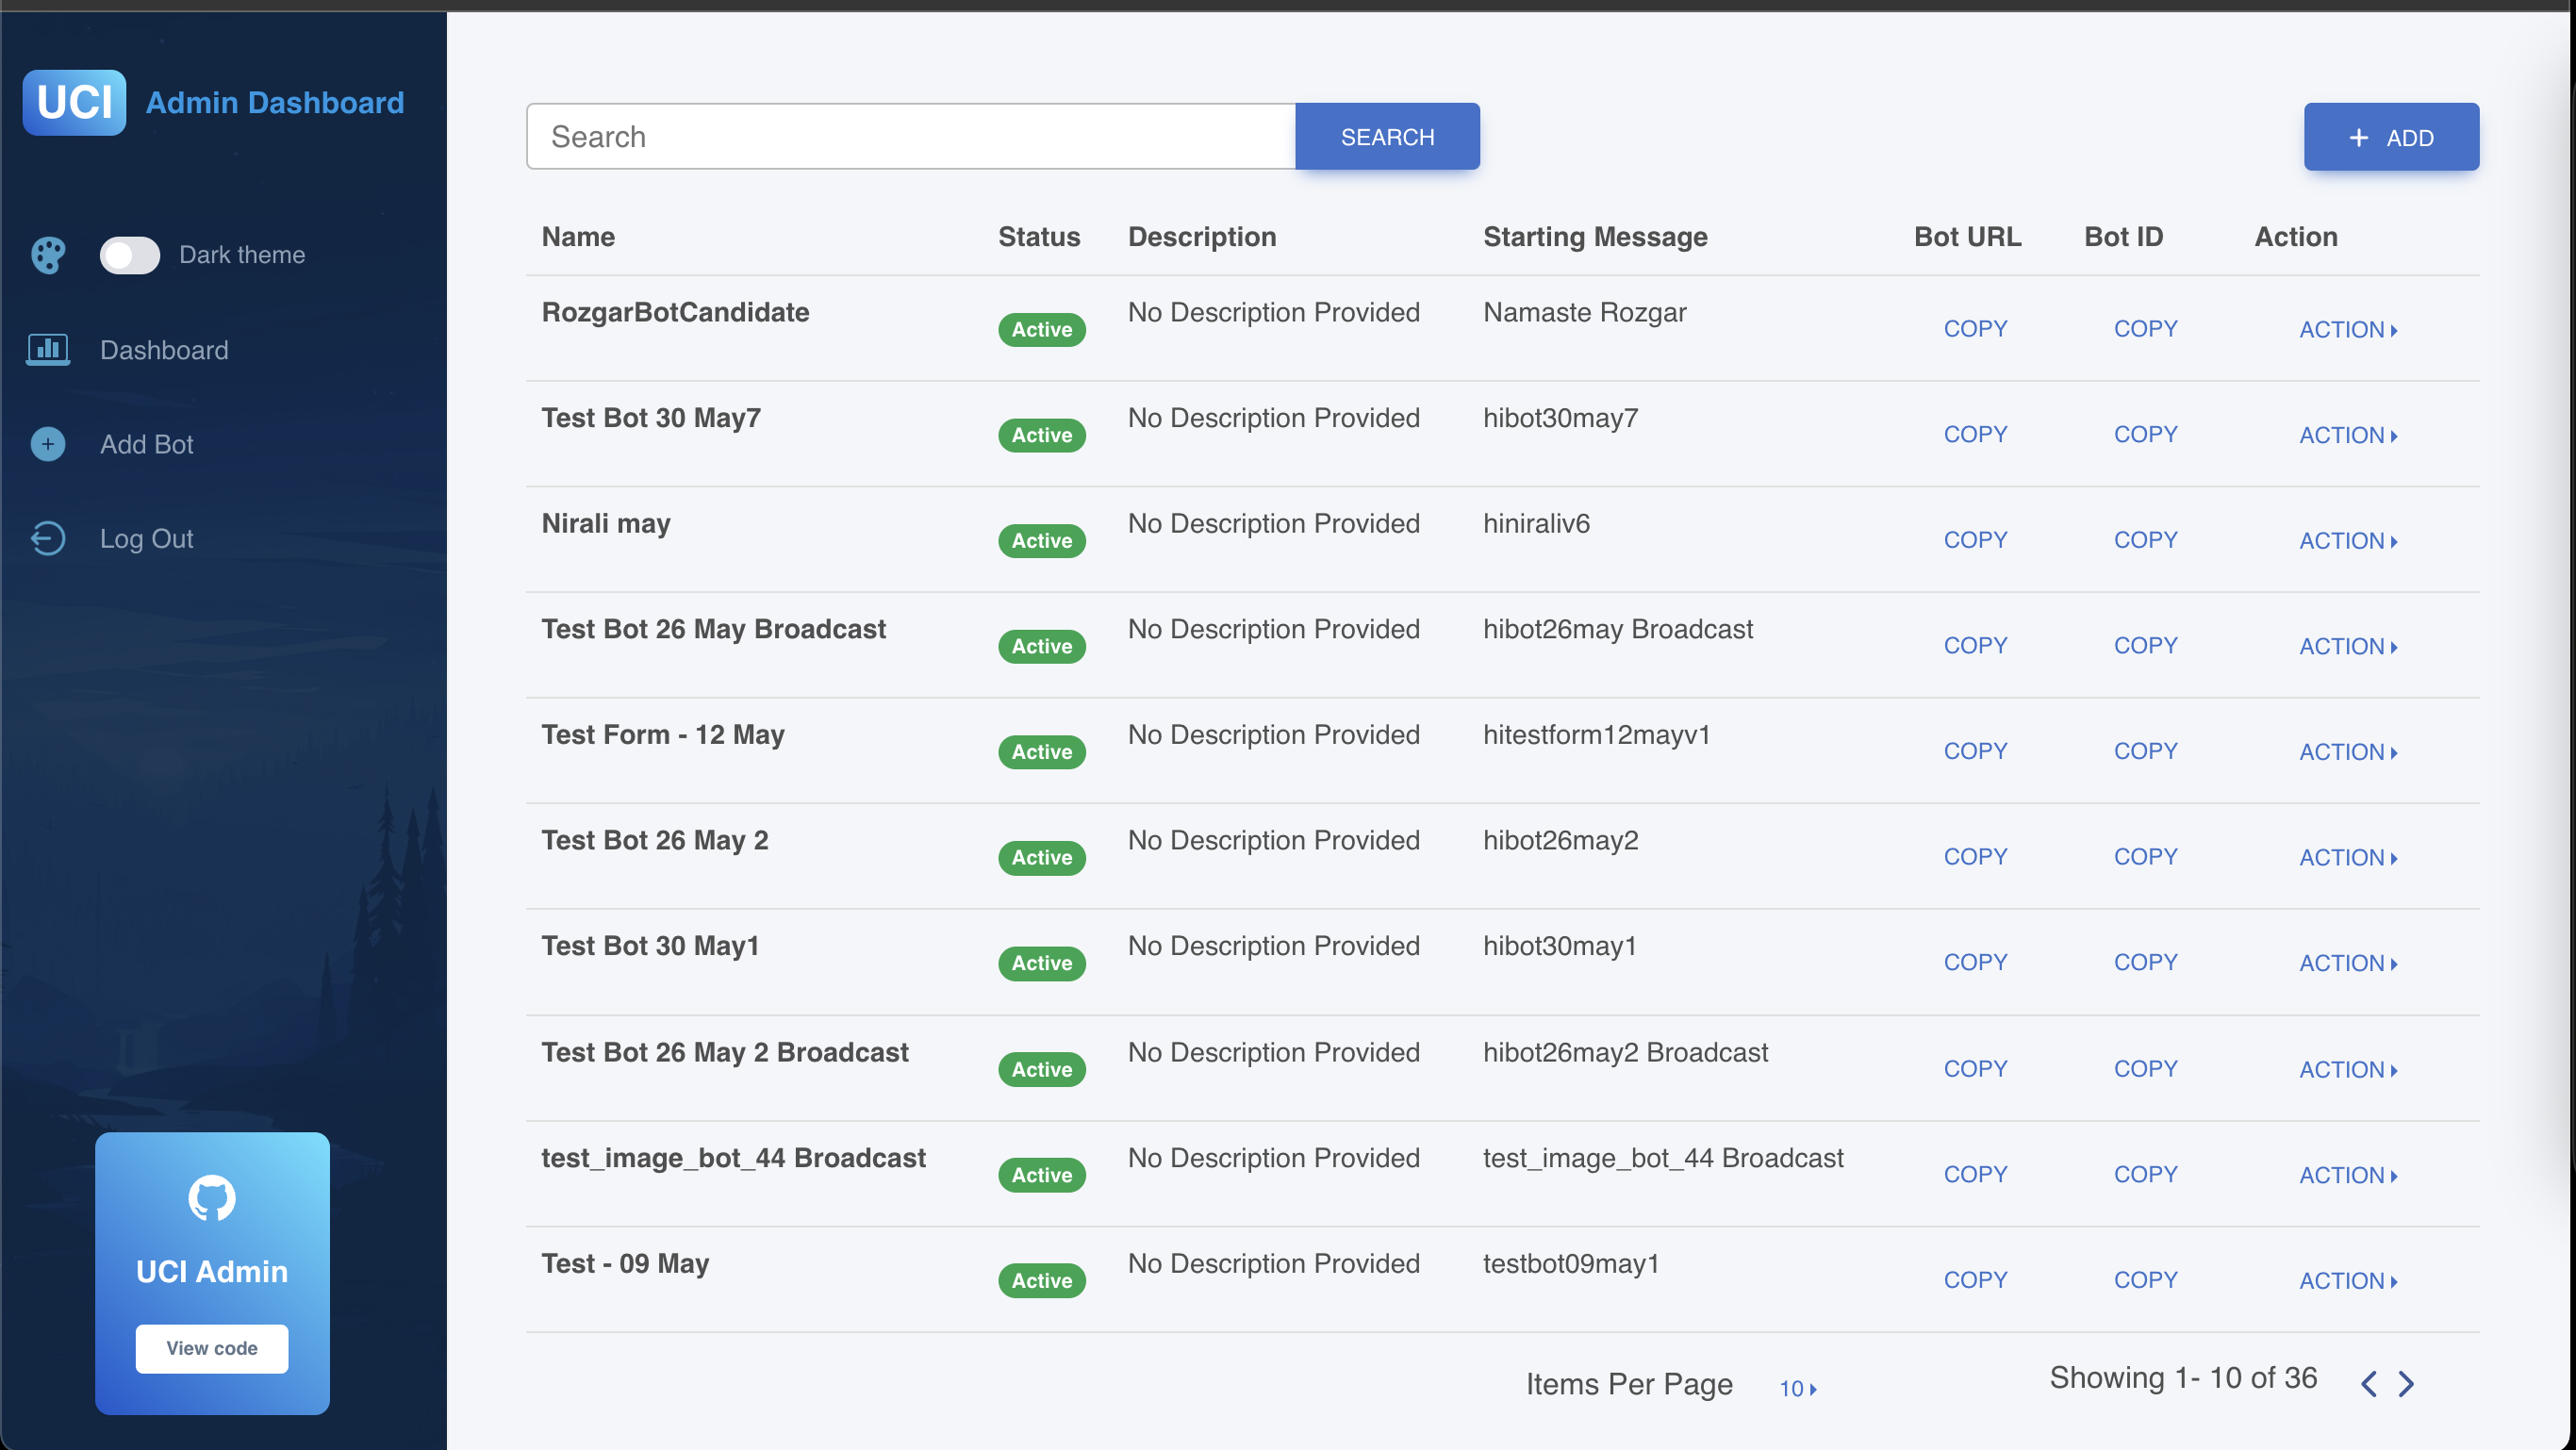 UCI Admin Dashboard
Dark theme
Dashboard
Add Bot
Log Out
UCI Admin
View code
Search SEARCH + ADD
Name Status Description Starting Message Bot URL Bot ID Action
RozgarBotCandidate Active No Description Provided Namaste Rozgar COPY COPY ACTION
Test Bot 30 May7 Active No Description Provided hibot30may7 COPY COPY ACTION
Nirali may Active No Description Provided hiniraliv6 COPY COPY ACTION
Test Bot 26 May Broadcast Active No Description Provided hibot26may Broadcast COPY COPY ACTION
Test Form - 12 May Active No Description Provided hitestform12mayv1 COPY COPY ACTION
Test Bot 26 May 2 Active No Description Provided hibot26may2 COPY COPY ACTION
Test Bot 30 May1 Active No Description Provided hibot30may1 COPY COPY ACTION
Test Bot 26 May 2 Broadcast Active No Description Provided hibot26may2 Broadcast COPY COPY ACTION
test_image_bot_44 Broadcast Active No Description Provided test_image_bot_44 Broadcast COPY COPY ACTION
Test - 09 May Active No Description Provided testbot09may1 COPY COPY ACTION
Items Per Page 10 Showing 1- 10 of 36